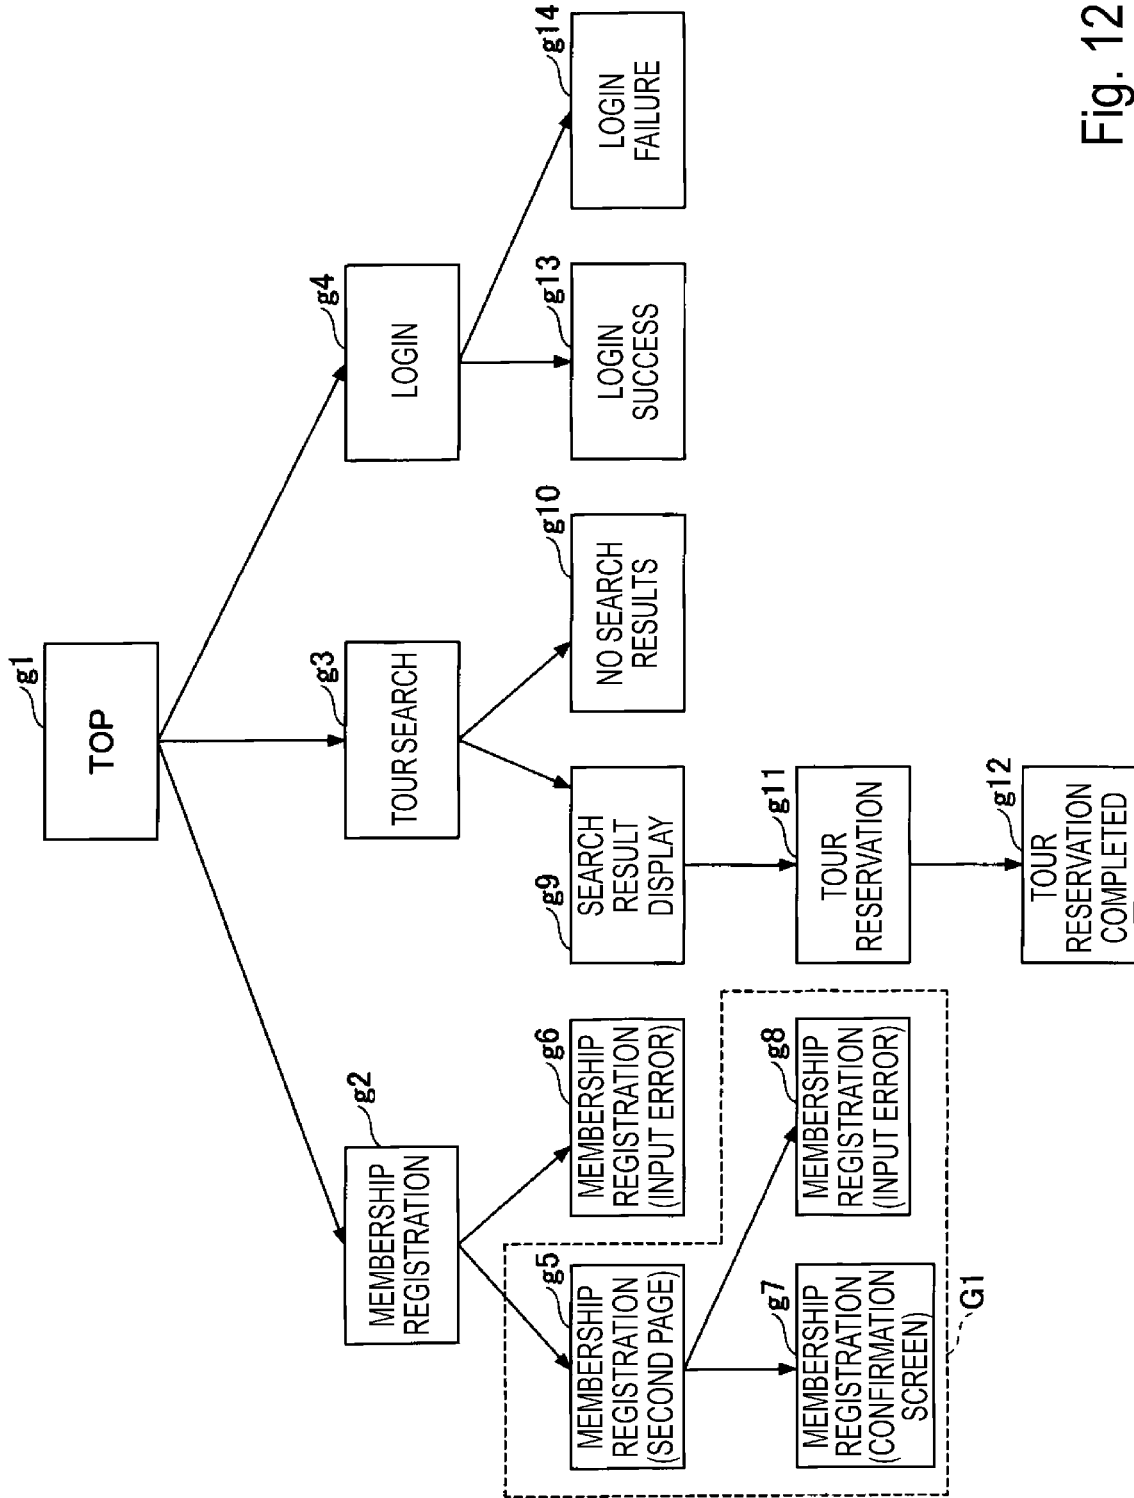 g1
TOP
g2
MEMBERSHIP
REGISTRATION
g3
TOUR SEARCH
g4
LOGIN
g5
MEMBERSHIP
REGISTRATION
(SECOND PAGE)
g6
MEMBERSHIP
REGISTRATION
(INPUT ERROR)
g9
SEARCH
RESULT
DISPLAY
g10
NO SEARCH
RESULTS
g13
LOGIN
SUCCESS
g14
LOGIN
FAILURE
g7
MEMBERSHIP
REGISTRATION
(CONFIRMATION
SCREEN)
g8
MEMBERSHIP
REGISTRATION
(INPUT ERROR)
g11
TOUR
RESERVATION
G1
g12
TOUR
RESERVATION
COMPLETED
Fig. 12